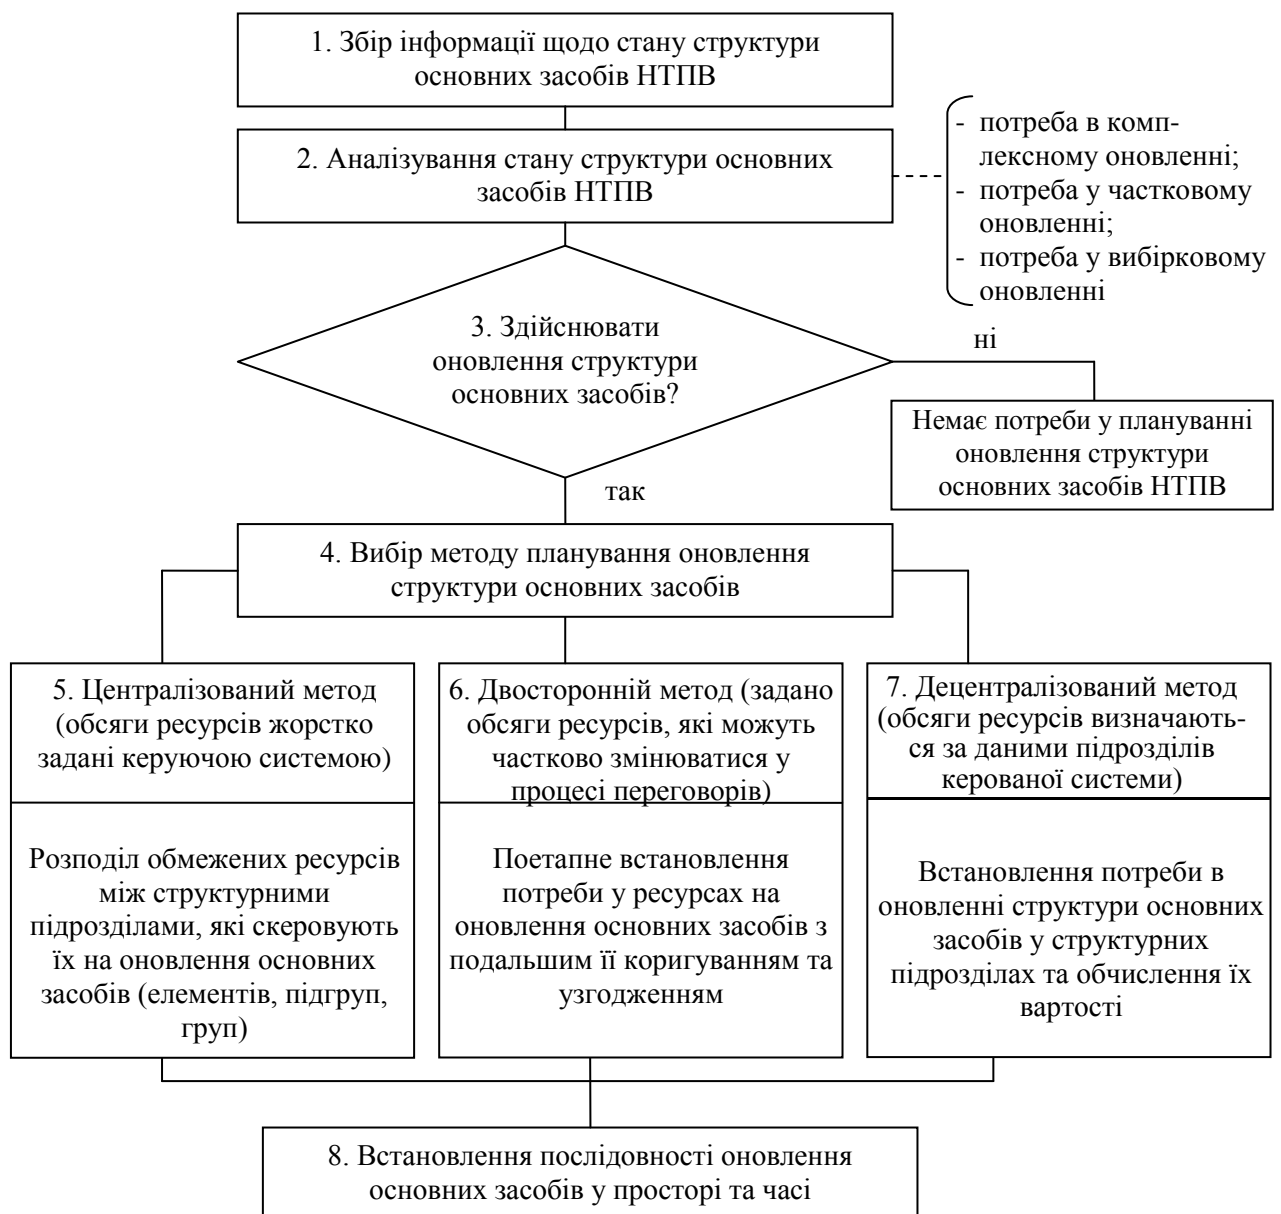 1. Збір інформації щодо стану структури
основних засобів НТПВ
2. Аналізування стану структури основних
засобів НТПВ
- потреба в комп-
лексному оновленні;
- потреба у частковому
оновленні;
- потреба у вибірковому
оновленні
3. Здійснювати
оновлення структури
основних засобів?
ні
Немає потреби у плануванні
оновлення структури
основних засобів НТПВ
так
4. Вибір методу планування оновлення
структури основних засобів
5. Централізований метод
(обсяги ресурсів жорстко
задані керуючою системою)
Розподіл обмежених ресурсів
між структурними
підрозділами, які скеровують
їх на оновлення основних
засобів (елементів, підгруп,
груп)
6. Двосторонній метод (задано
обсяги ресурсів, які можуть
частково змінюватися у
процесі переговорів)
Поетапне встановлення
потреби у ресурсах на
оновлення основних засобів з
подальшим її коригуванням та
узгодженням
7. Децентралізований метод
(обсяги ресурсів визначають-
ся за даними підрозділів
керованої системи)
Встановлення потреби в
оновленні структури основних
засобів у структурних
підрозділах та обчислення їх
вартості
8. Встановлення послідовності оновлення
основних засобів у просторі та часі